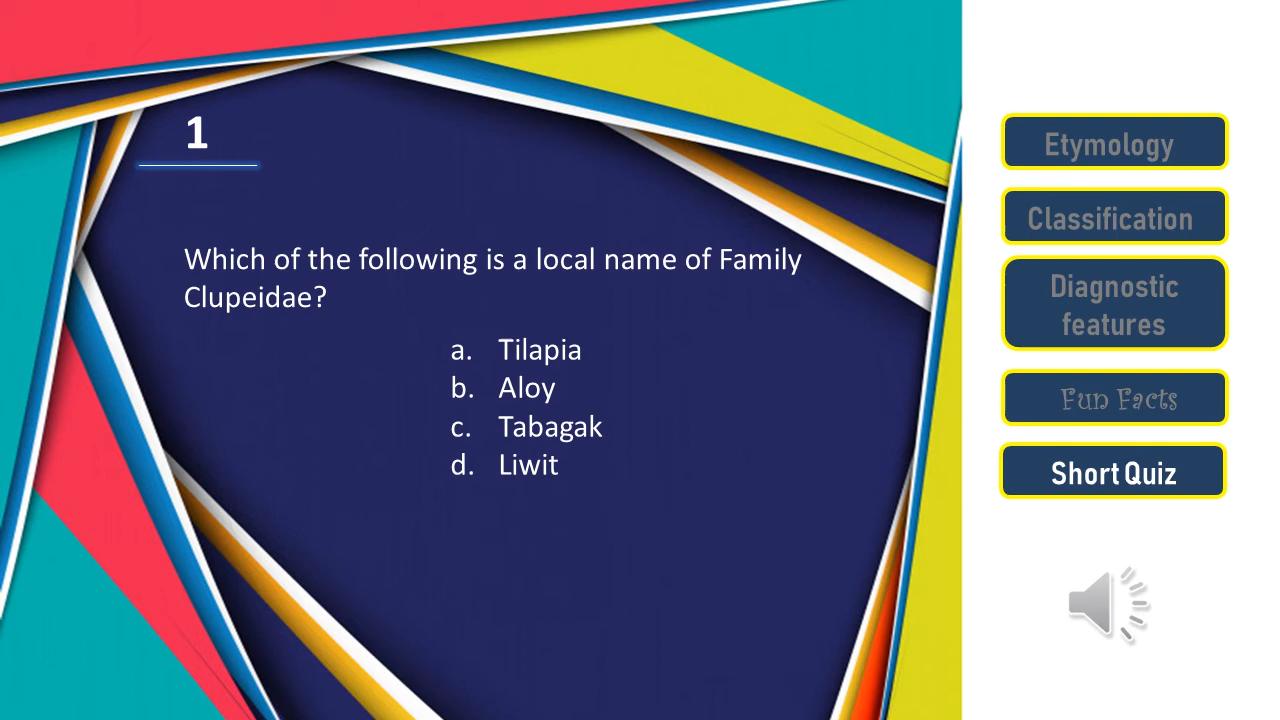 1
Which of the following is a local name of Family
Clupeidae?
a. Tilapia
b. Aloy
c. Tabagak
d. Liwit
Etymology
Classification
Diagnostic
features
Fun Facts
Short Quiz